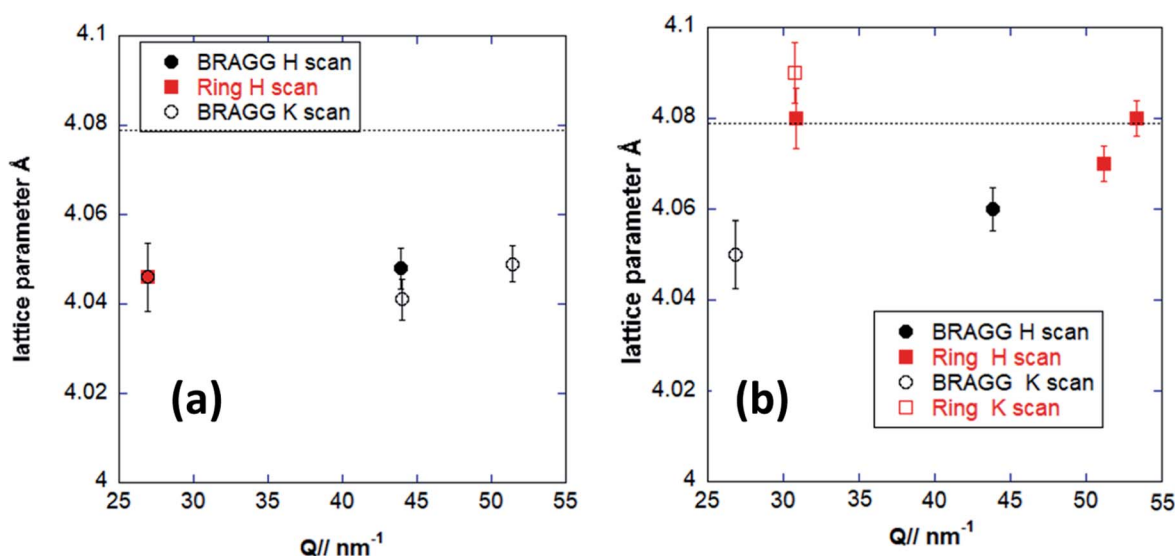 4.1
4.08
4.06
4.04
4.02
4
lattice parameter Å
BRAGG H scan
Ring H scan
BRAGG K scan
(a)
25 30 35 40 45 50 55
Q// nm⁻¹
4.1
4.08
4.06
4.04
4.02
4
lattice parameter Å
BRAGG H scan
Ring H scan
BRAGG K scan
Ring K scan
(b)
25 30 35 40 45 50 55
Q// nm⁻¹